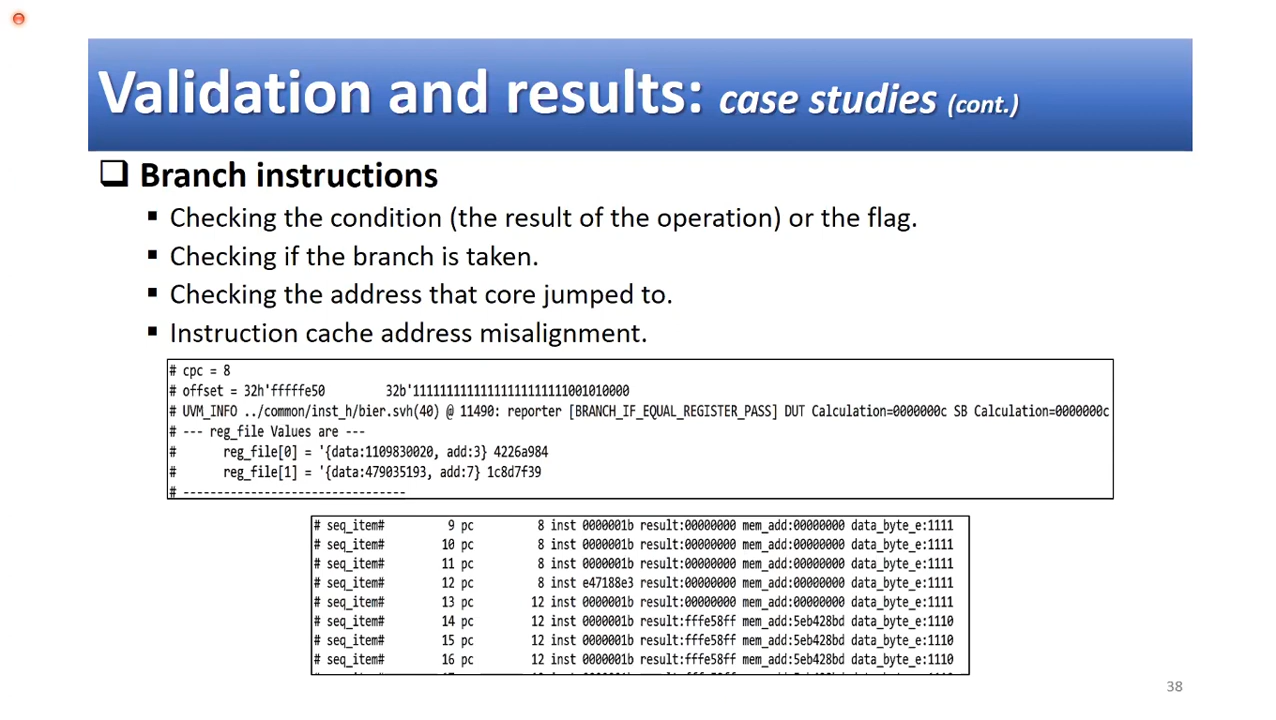 Validation and results: case studies (cont.)
❑ Branch instructions
▪ Checking the condition (the result of the operation) or the flag.
▪ Checking if the branch is taken.
▪ Checking the address that core jumped to.
▪ Instruction cache address misalignment.
# cpc = 8
# offset = 32h'fffffe50 32b'11111111111111111111111001010000
# UVM_INFO ../common/inst_h/bier.svh(40) @ 11490: reporter [BRANCH_IF_EQUAL_REGISTER_PASS] DUT Calculation=0000000c SB Calculation=0000000c
# --- reg_file Values are ---
# reg_file[0] = '{data:1109830020, add:3} 4226a984
# reg_file[1] = '{data:479035193, add:7} 1c8d7f39
# --------------------------------
# seq_item# 9 pc 8 inst 0000001b result:00000000 mem_add:00000000 data_byte_e:1111
# seq_item# 10 pc 8 inst 0000001b result:00000000 mem_add:00000000 data_byte_e:1111
# seq_item# 11 pc 8 inst 0000001b result:00000000 mem_add:00000000 data_byte_e:1111
# seq_item# 12 pc 8 inst e47188e3 result:00000000 mem_add:00000000 data_byte_e:1111
# seq_item# 13 pc 12 inst 0000001b result:00000000 mem_add:00000000 data_byte_e:1111
# seq_item# 14 pc 12 inst 0000001b result:fffe58ff mem_add:5eb428bd data_byte_e:1110
# seq_item# 15 pc 12 inst 0000001b result:fffe58ff mem_add:5eb428bd data_byte_e:1110
# seq_item# 16 pc 12 inst 0000001b result:fffe58ff mem_add:5eb428bd data_byte_e:1110
38